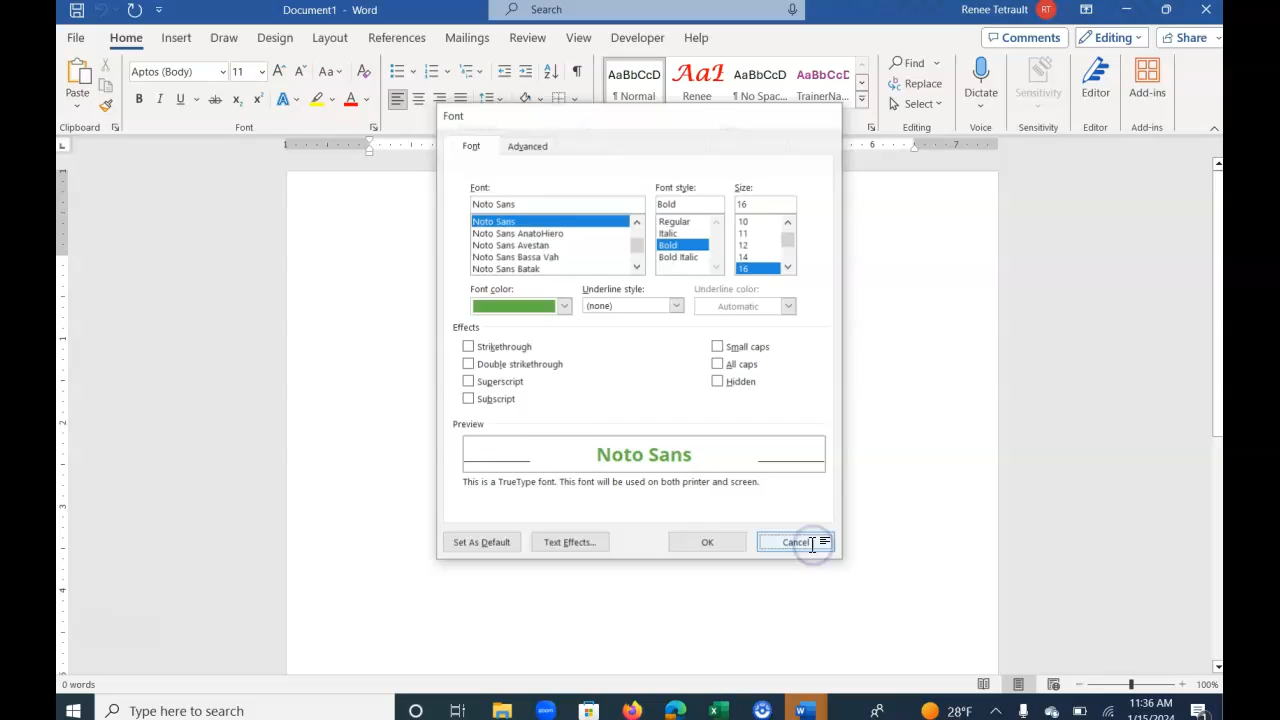 Document1 - Word
Search
Renee Tetrault
RT
File
Home
Insert
Draw
Design
Layout
References
Mailings
Review
View
Developer
Help
Comments
Editing
Share
Paste
Clipboard
Aptos (Body)
11
Font
AaBbCcD
¶ Normal
Renee
AaBbCcD
¶ No Spac...
TrainerNa...
Find
Replace
Select
Editing
Dictate
Voice
Sensitivity
Sensitivity
Editor
Editor
Add-ins
Add-ins
Font
Font
Advanced
Font:
Font style:
Size:
Noto Sans
Bold
16
Noto Sans
Noto Sans AnatoHiero
Noto Sans Avestan
Noto Sans Bassa Vah
Noto Sans Batak
Regular
Italic
Bold
Bold Italic
10
11
12
14
16
Font color:
Underline style:
Underline color:
(none)
Automatic
Effects
Strikethrough
Double strikethrough
Superscript
Subscript
Small caps
All caps
Hidden
Preview
Noto Sans
This is a TrueType font. This font will be used on both printer and screen.
Set As Default
Text Effects...
OK
Cancel
0 words
100%
Type here to search
28°F
11:36 AM
1/15/2024